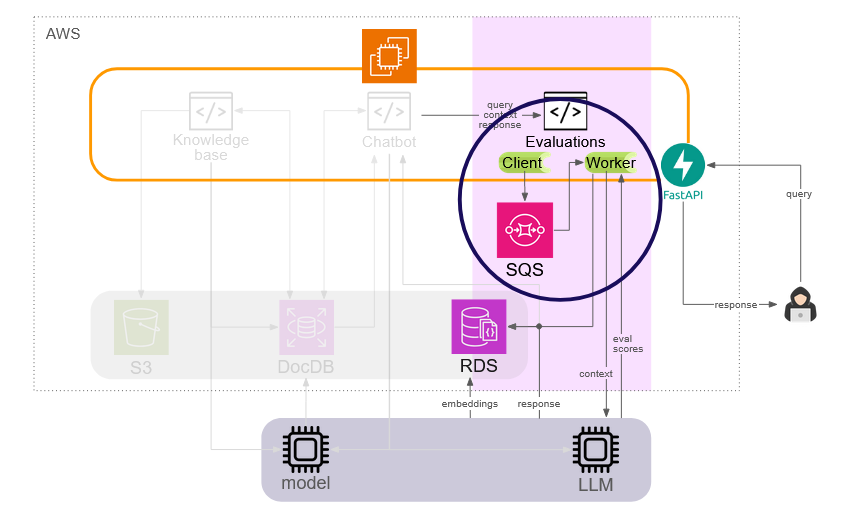 AWS
query
context
response
Knowledge
base
Chatbot
Evaluations
Client
Worker
FastAPI
query
SQS
response
S3
DocDB
RDS
eval
scores
context
embeddings
response
model
LLM